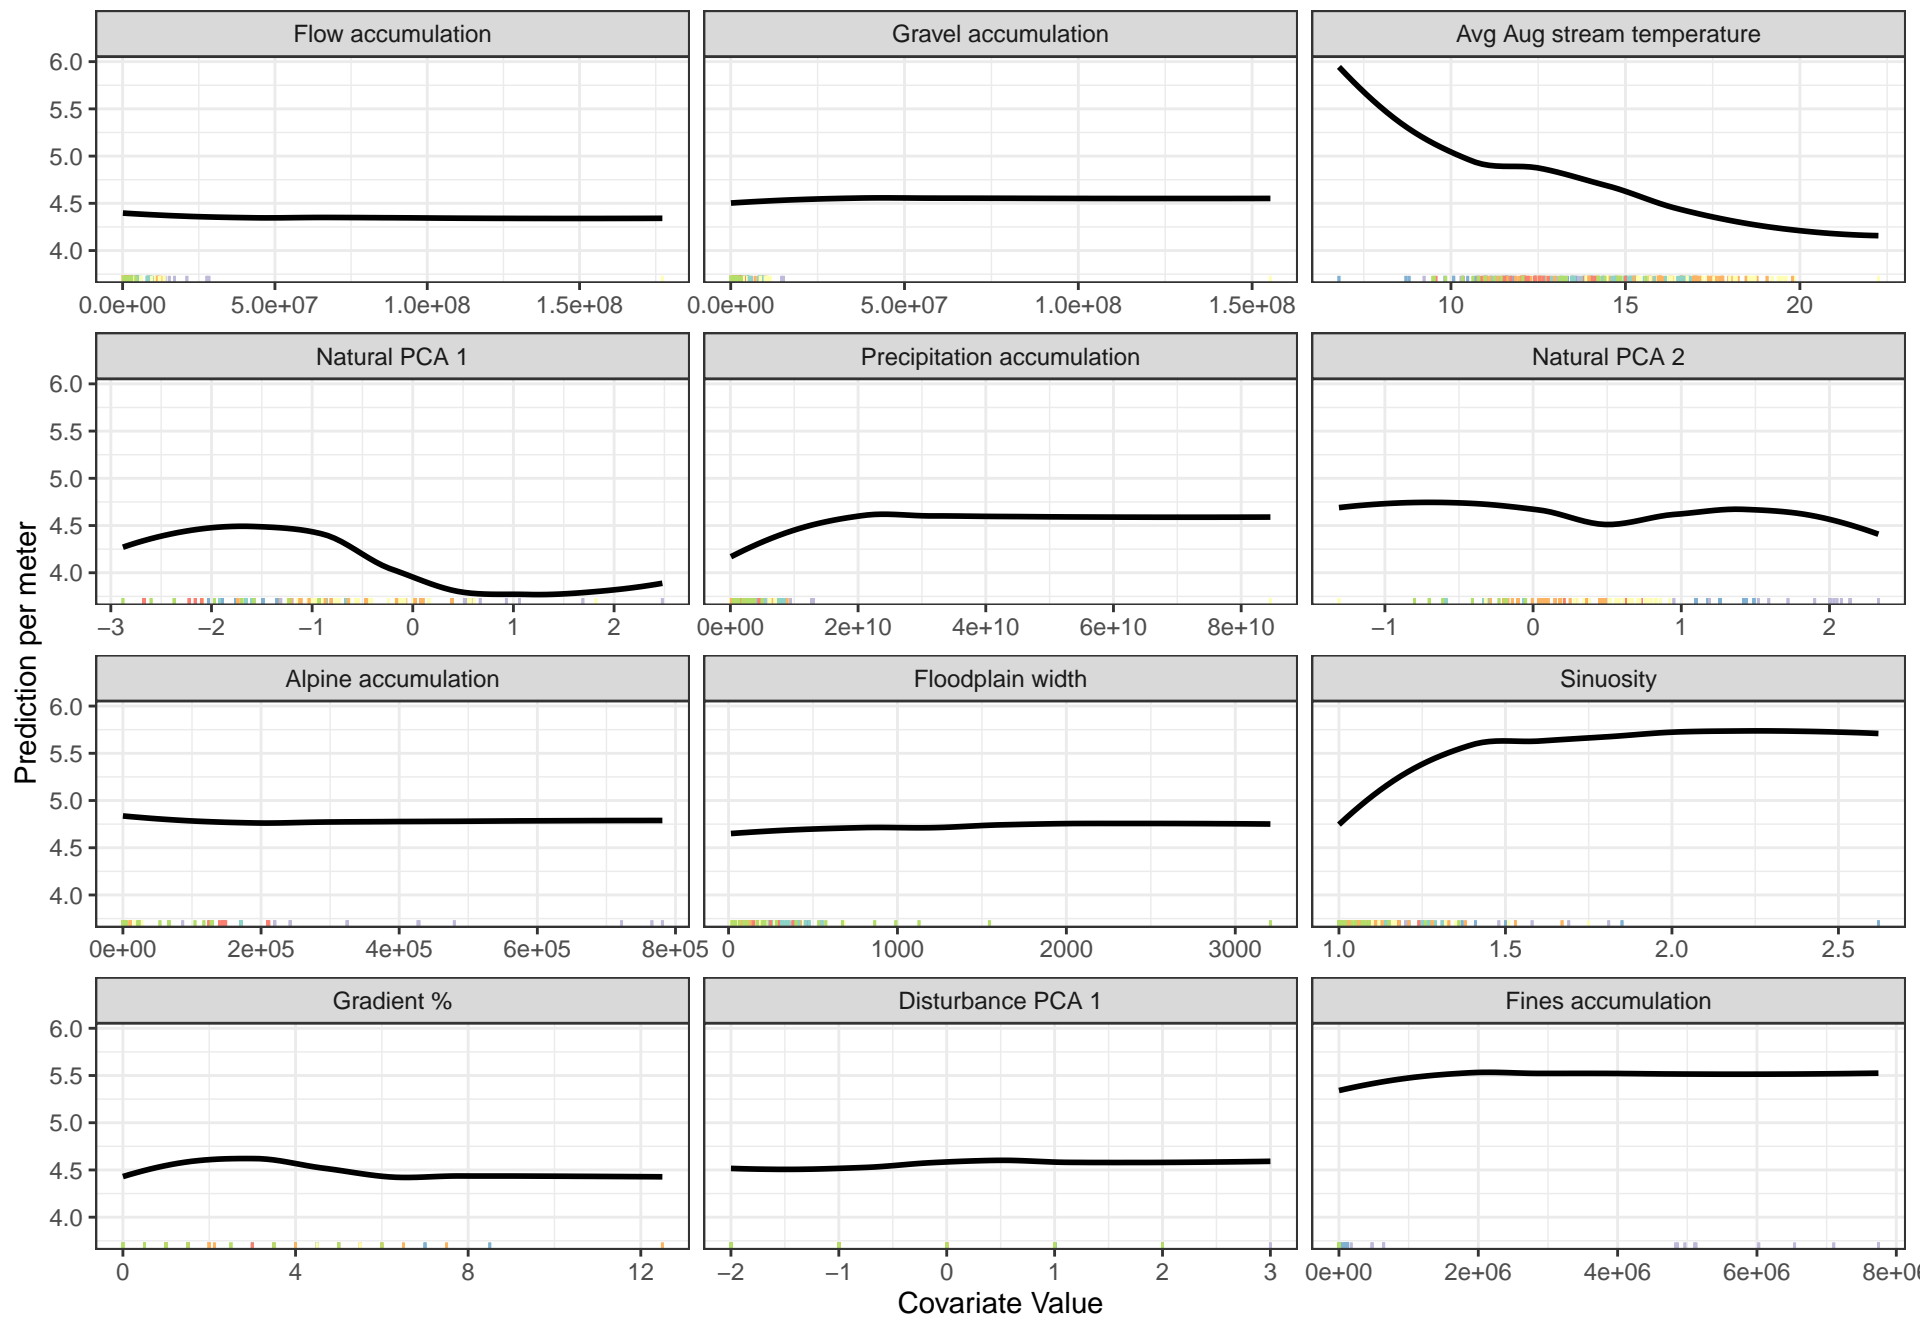 Flow accumulation
Gravel accumulation
Avg Aug stream temperature
6.0
5.5
5.0
4.5
4.0
0.0e+00 5.0e+07 1.0e+08 1.5e+08
0.0e+00 5.0e+07 1.0e+08 1.5e+08
10 15 20
Natural PCA 1
Precipitation accumulation
Natural PCA 2
6.0
5.5
5.0
4.5
4.0
−3 −2 −1 0 1 2
0e+00 2e+10 4e+10 6e+10 8e+10
−1 0 1 2
Prediction per meter
Alpine accumulation
Floodplain width
Sinuosity
6.0
5.5
5.0
4.5
4.0
0e+00 2e+05 4e+05 6e+05 8e+05
0 1000 2000 3000
1.0 1.5 2.0 2.5
Gradient %
Disturbance PCA 1
Fines accumulation
6.0
5.5
5.0
4.5
4.0
0 4 8 12
−2 −1 0 1 2 3
0e+00 2e+06 4e+06 6e+06
Covariate Value